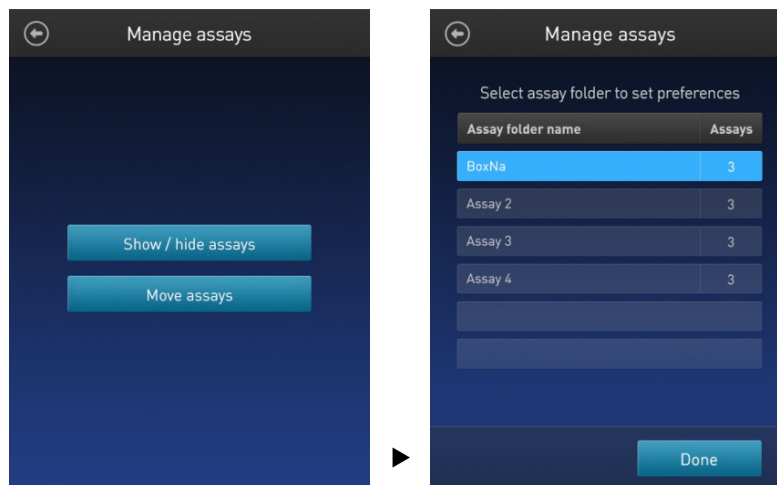 Manage assays
Show / hide assays
Move assays
Manage assays
Select assay folder to set preferences
Assay folder name Assays
BoxNa 3
Assay 2 3
Assay 3 3
Assay 4 3
Done